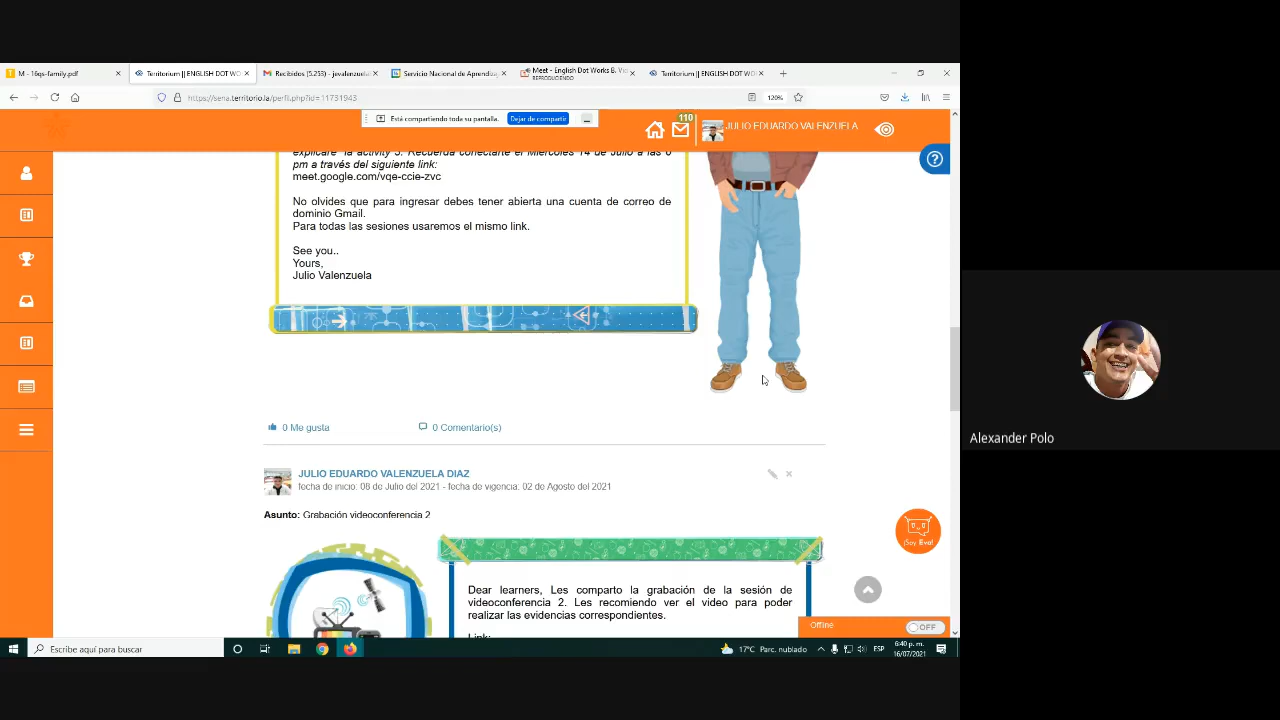 M - 16qs-family.pdf
Territorium || ENGLISH DOT WO
Recibidos (5.253) - jevalenzuela
Servicio Nacional de Aprendiza
Meet - English Dot Works B. Vi
REPRODUCIENDO
Territorium || ENGLISH DOT WO
https://sena.territorio.la/perfil.php?id=11731943
120%
Está compartiendo toda su pantalla.
Dejar de compartir
110
JULIO EDUARDO VALENZUELA
explicaré la activity 3. Recuerda conectarte el Miércoles 14 de Julio a las 6
pm a través del siguiente link:
meet.google.com/vqe-ccie-zvc
No olvides que para ingresar debes tener abierta una cuenta de correo de
dominio Gmail.
Para todas las sesiones usaremos el mismo link.
See you..
Yours,
Julio Valenzuela
0 Me gusta
0 Comentario(s)
JULIO EDUARDO VALENZUELA DIAZ
fecha de inicio: 08 de Julio del 2021 - fecha de vigencia: 02 de Agosto del 2021
Asunto: Grabación videoconferencia 2
Dear learners, Les comparto la grabación de la sesión de
videoconferencia 2. Les recomiendo ver el video para poder
realizar las evidencias correspondientes.
Link:
¡Soy Eva!
Offline
OFF
Escribe aquí para buscar
17°C Parc. nublado
ESP
6:40 p. m.
16/07/2021
Alexander Polo